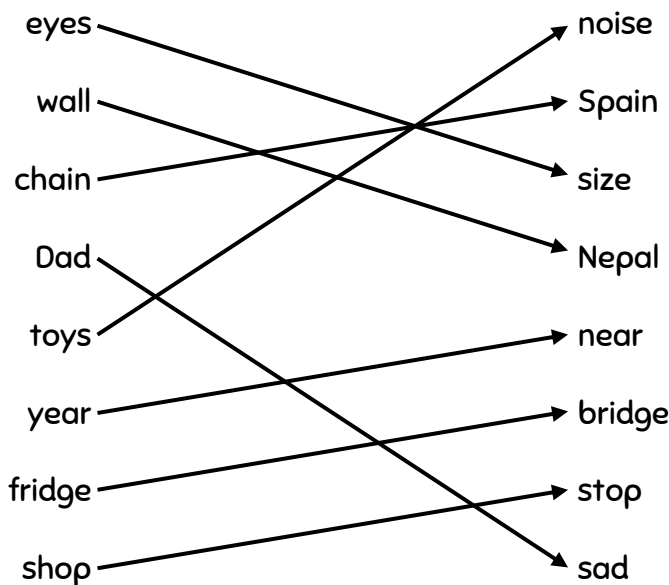 eyes
wall
chain
Dad
toys
year
fridge
shop
noise
Spain
size
Nepal
near
bridge
stop
sad